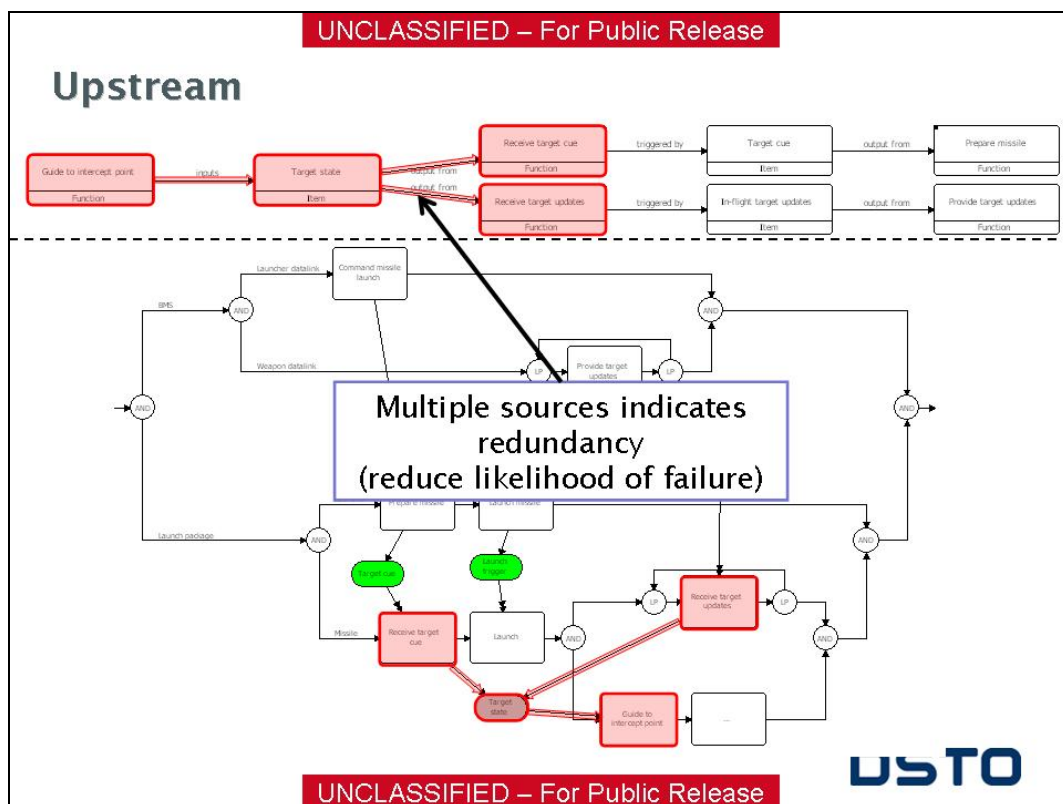 UNCLASSIFIED – For Public Release
Upstream
Guide to intercept point
Function
inputs
Target state
Item
output from
output from
Receive target cue
Function
triggered by
Target cue
Item
output from
Prepare missile
Function
Receive target updates
Function
triggered by
In-flight target updates
Item
output from
Provide target updates
Function
Launcher datalink
Command missile
launch
BMS
AND
AND
Weapon datalink
LP
Provide target
updates
LP
AND
AND
Multiple sources indicates
redundancy
(reduce likelihood of failure)
Prepare missile
Launch missile
Launch package
AND
AND
Target cue
Launch
trigger
Missile
Receive target
cue
Launch
AND
LP
Receive target
updates
LP
AND
Target
state
Guide to
intercept point
...
DSTO
UNCLASSIFIED – For Public Release